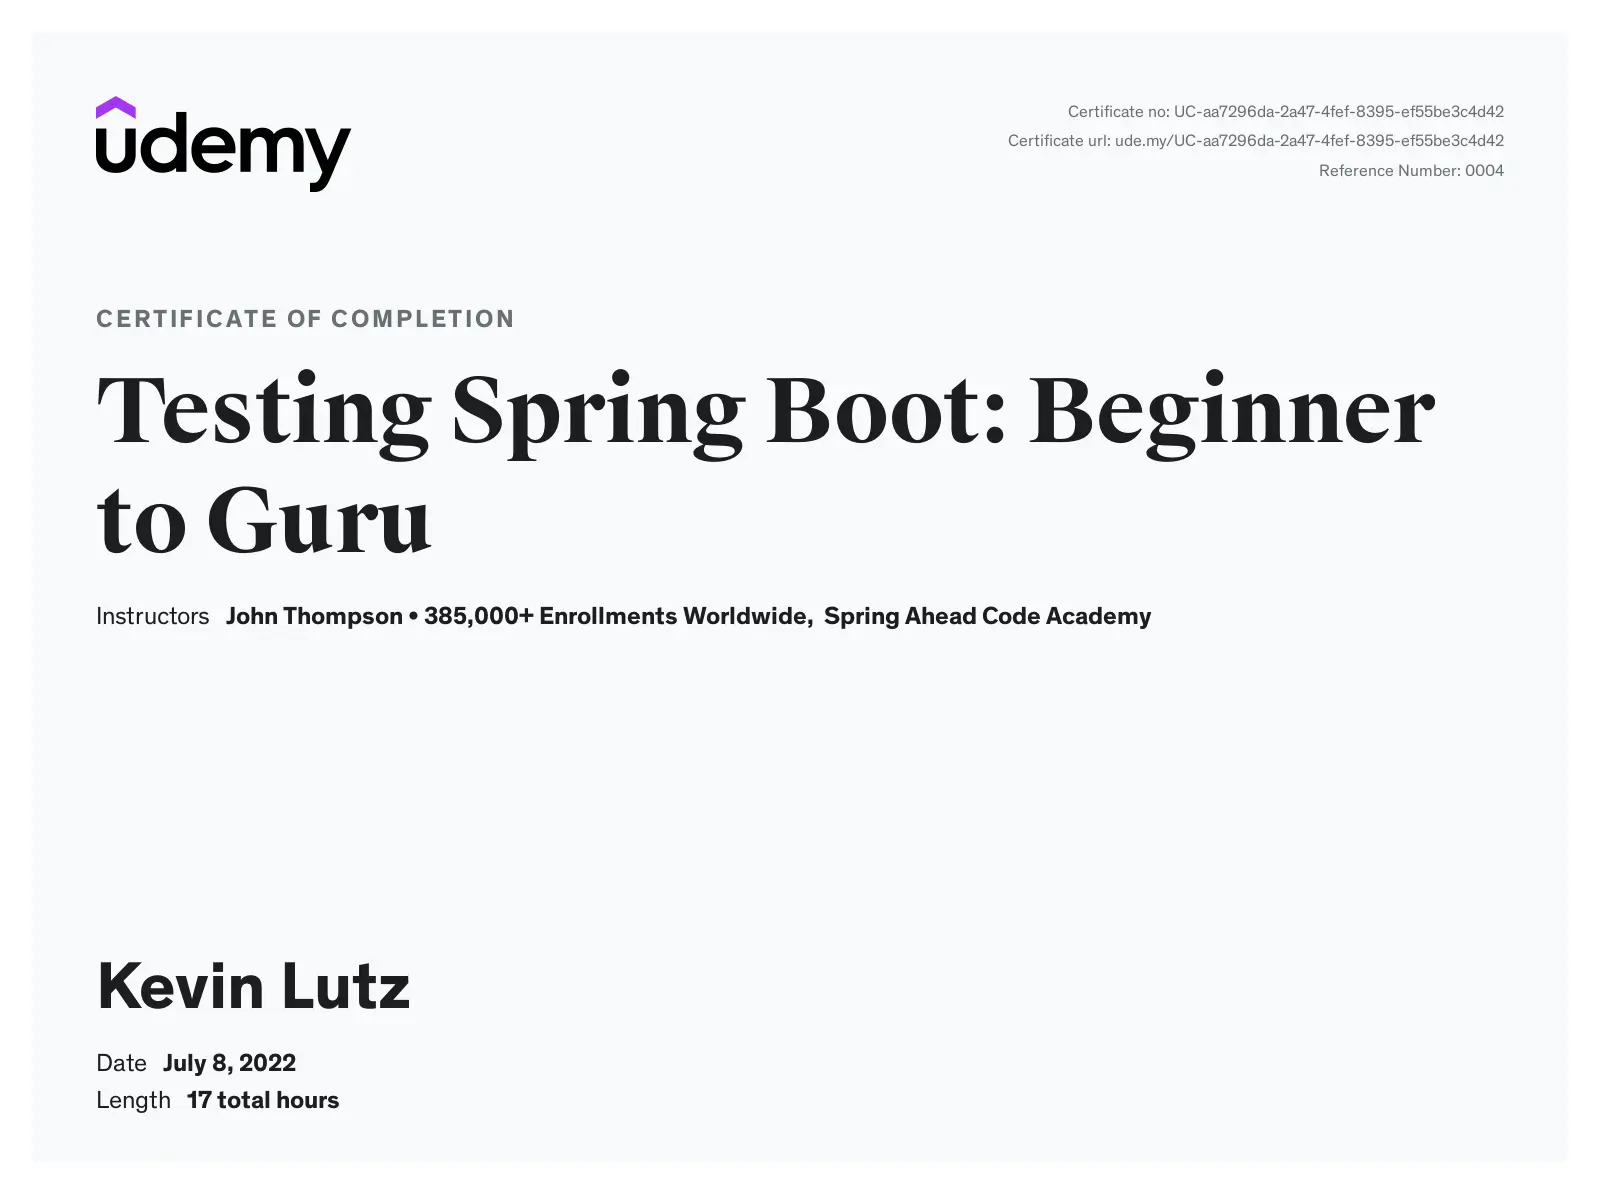 udemy
Certificate no: UC-aa7296da-2a47-4fef-8395-ef55be3c4d42
Certificate url: ude.my/UC-aa7296da-2a47-4fef-8395-ef55be3c4d42
Reference Number: 0004
CERTIFICATE OF COMPLETION
Testing Spring Boot: Beginner
to Guru
Instructors John Thompson • 385,000+ Enrollments Worldwide, Spring Ahead Code Academy
Kevin Lutz
Date July 8, 2022
Length 17 total hours